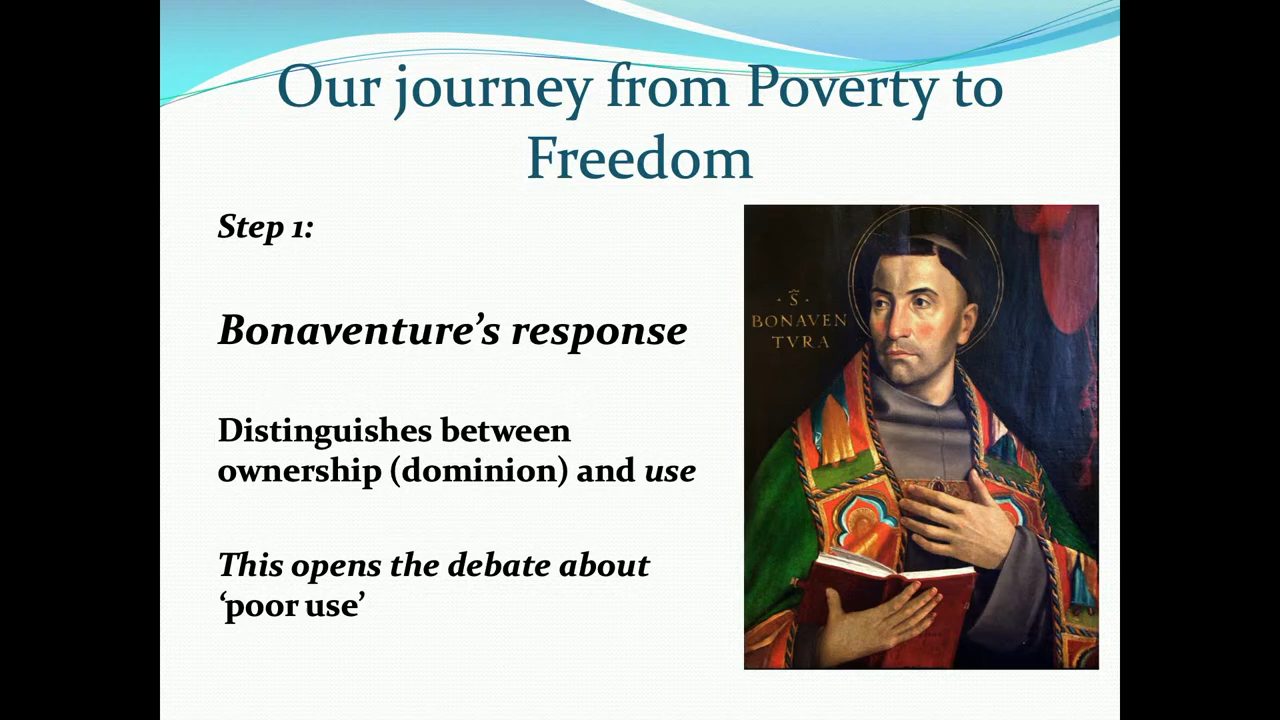 Our journey from Poverty to
Freedom
Step 1:
Bonaventure’s response
Distinguishes between
ownership (dominion) and use
This opens the debate about
‘poor use’
· S̃ ·
BONAVEN
TVRA